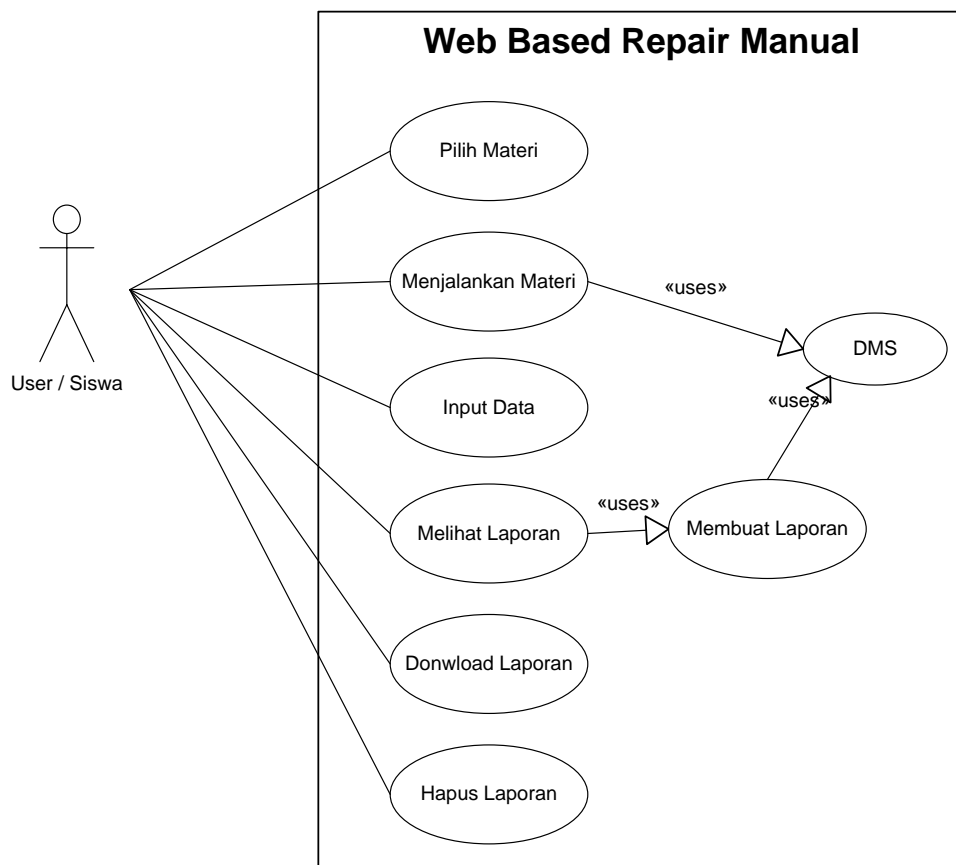 Web Based Repair Manual
Pilih Materi
Menjalankan Materi
«uses»
DMS
User / Siswa
«uses»
Input Data
«uses»
Melihat Laporan
Membuat Laporan
Donwload Laporan
Hapus Laporan